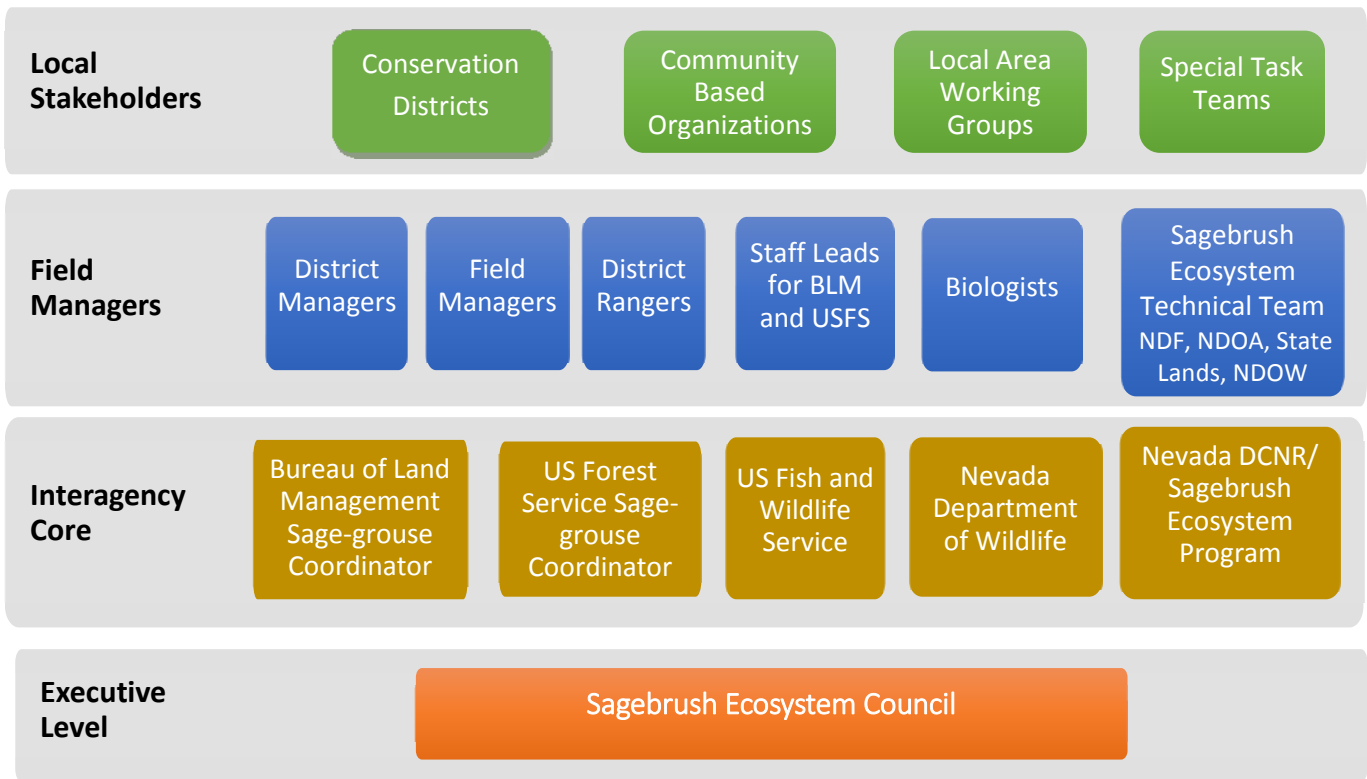 Local
Stakeholders
Conservation
Districts
Community
Based
Organizations
Local Area
Working
Groups
Special Task
Teams
Field
Managers
District
Managers
Field
Managers
District
Rangers
Staff Leads
for BLM
and USFS
Biologists
Sagebrush
Ecosystem
Technical Team
NDF, NDOA, State
Lands, NDOW
Interagency
Core
Bureau of Land
Management
Sage-grouse
Coordinator
US Forest
Service Sage-
grouse
Coordinator
US Fish and
Wildlife
Service
Nevada
Department
of Wildlife
Nevada DCNR/
Sagebrush
Ecosystem
Program
Executive
Level
Sagebrush Ecosystem Council